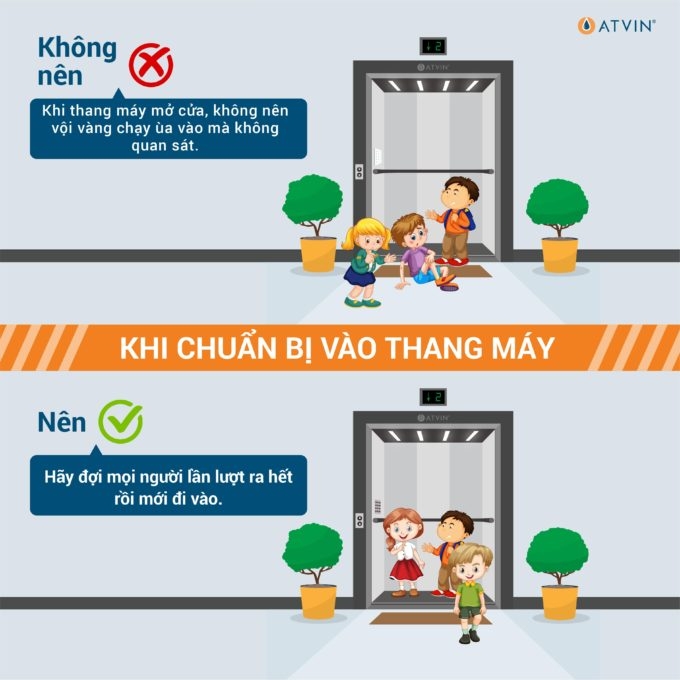 ATVIN®
Không
nên
2
ATVIN®
Khi thang máy mở cửa, không nên
vội vàng chạy ùa vào mà không
quan sát.
KHI CHUẨN BỊ VÀO THANG MÁY
2
ATVIN®
Nên
Hãy đợi mọi người lần lượt ra hết
rồi mới đi vào.